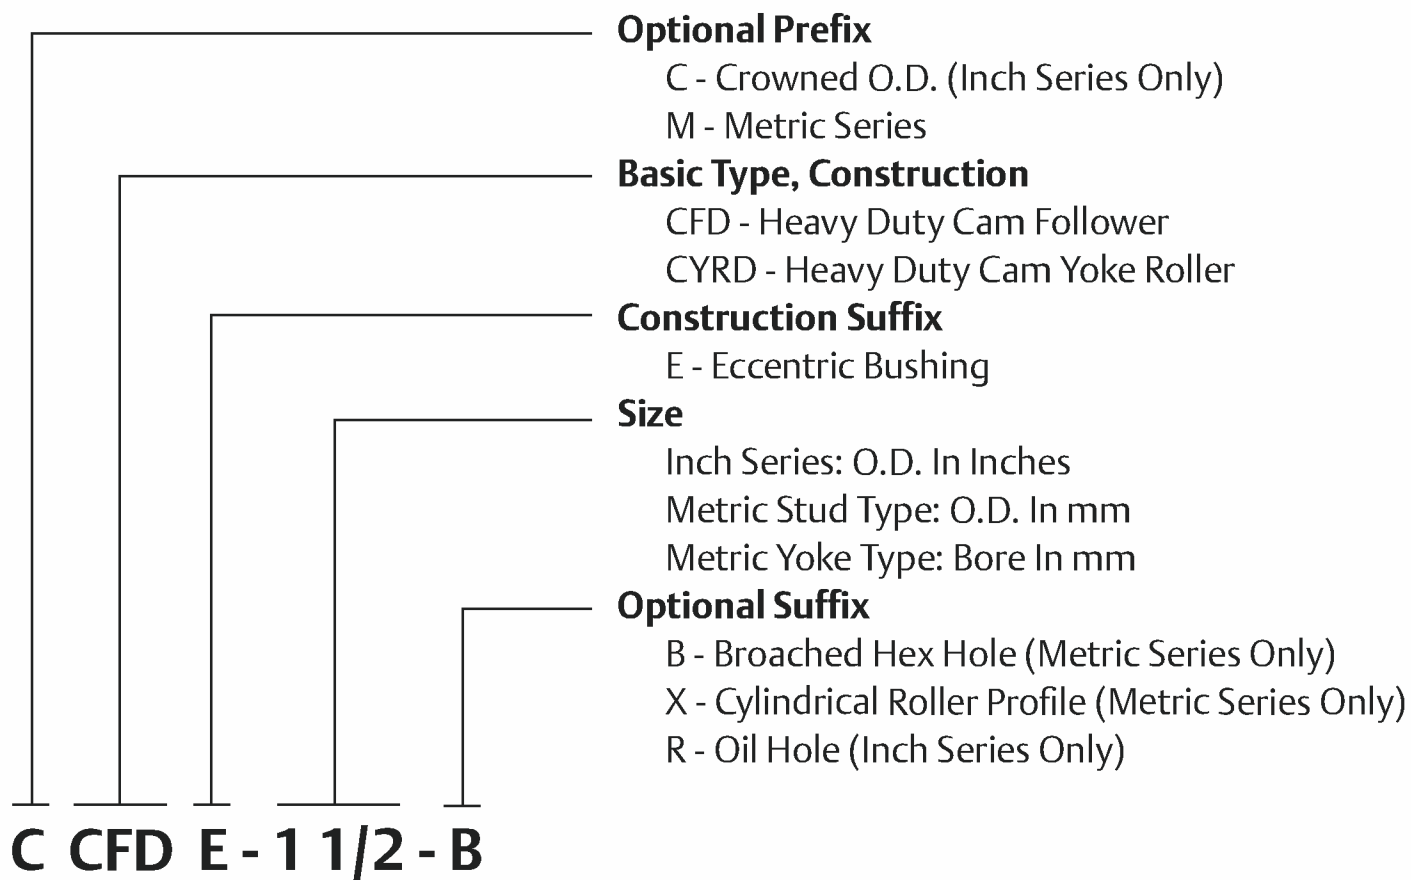 Optional Prefix
C - Crowned O.D. (Inch Series Only)
M - Metric Series
Basic Type, Construction
CFD - Heavy Duty Cam Follower
CYRD - Heavy Duty Cam Yoke Roller
Construction Suffix
E - Eccentric Bushing
Size
Inch Series: O.D. In Inches
Metric Stud Type: O.D. In mm
Metric Yoke Type: Bore In mm
Optional Suffix
B - Broached Hex Hole (Metric Series Only)
X - Cylindrical Roller Profile (Metric Series Only)
R - Oil Hole (Inch Series Only)
C CFD E - 1 1/2 - B